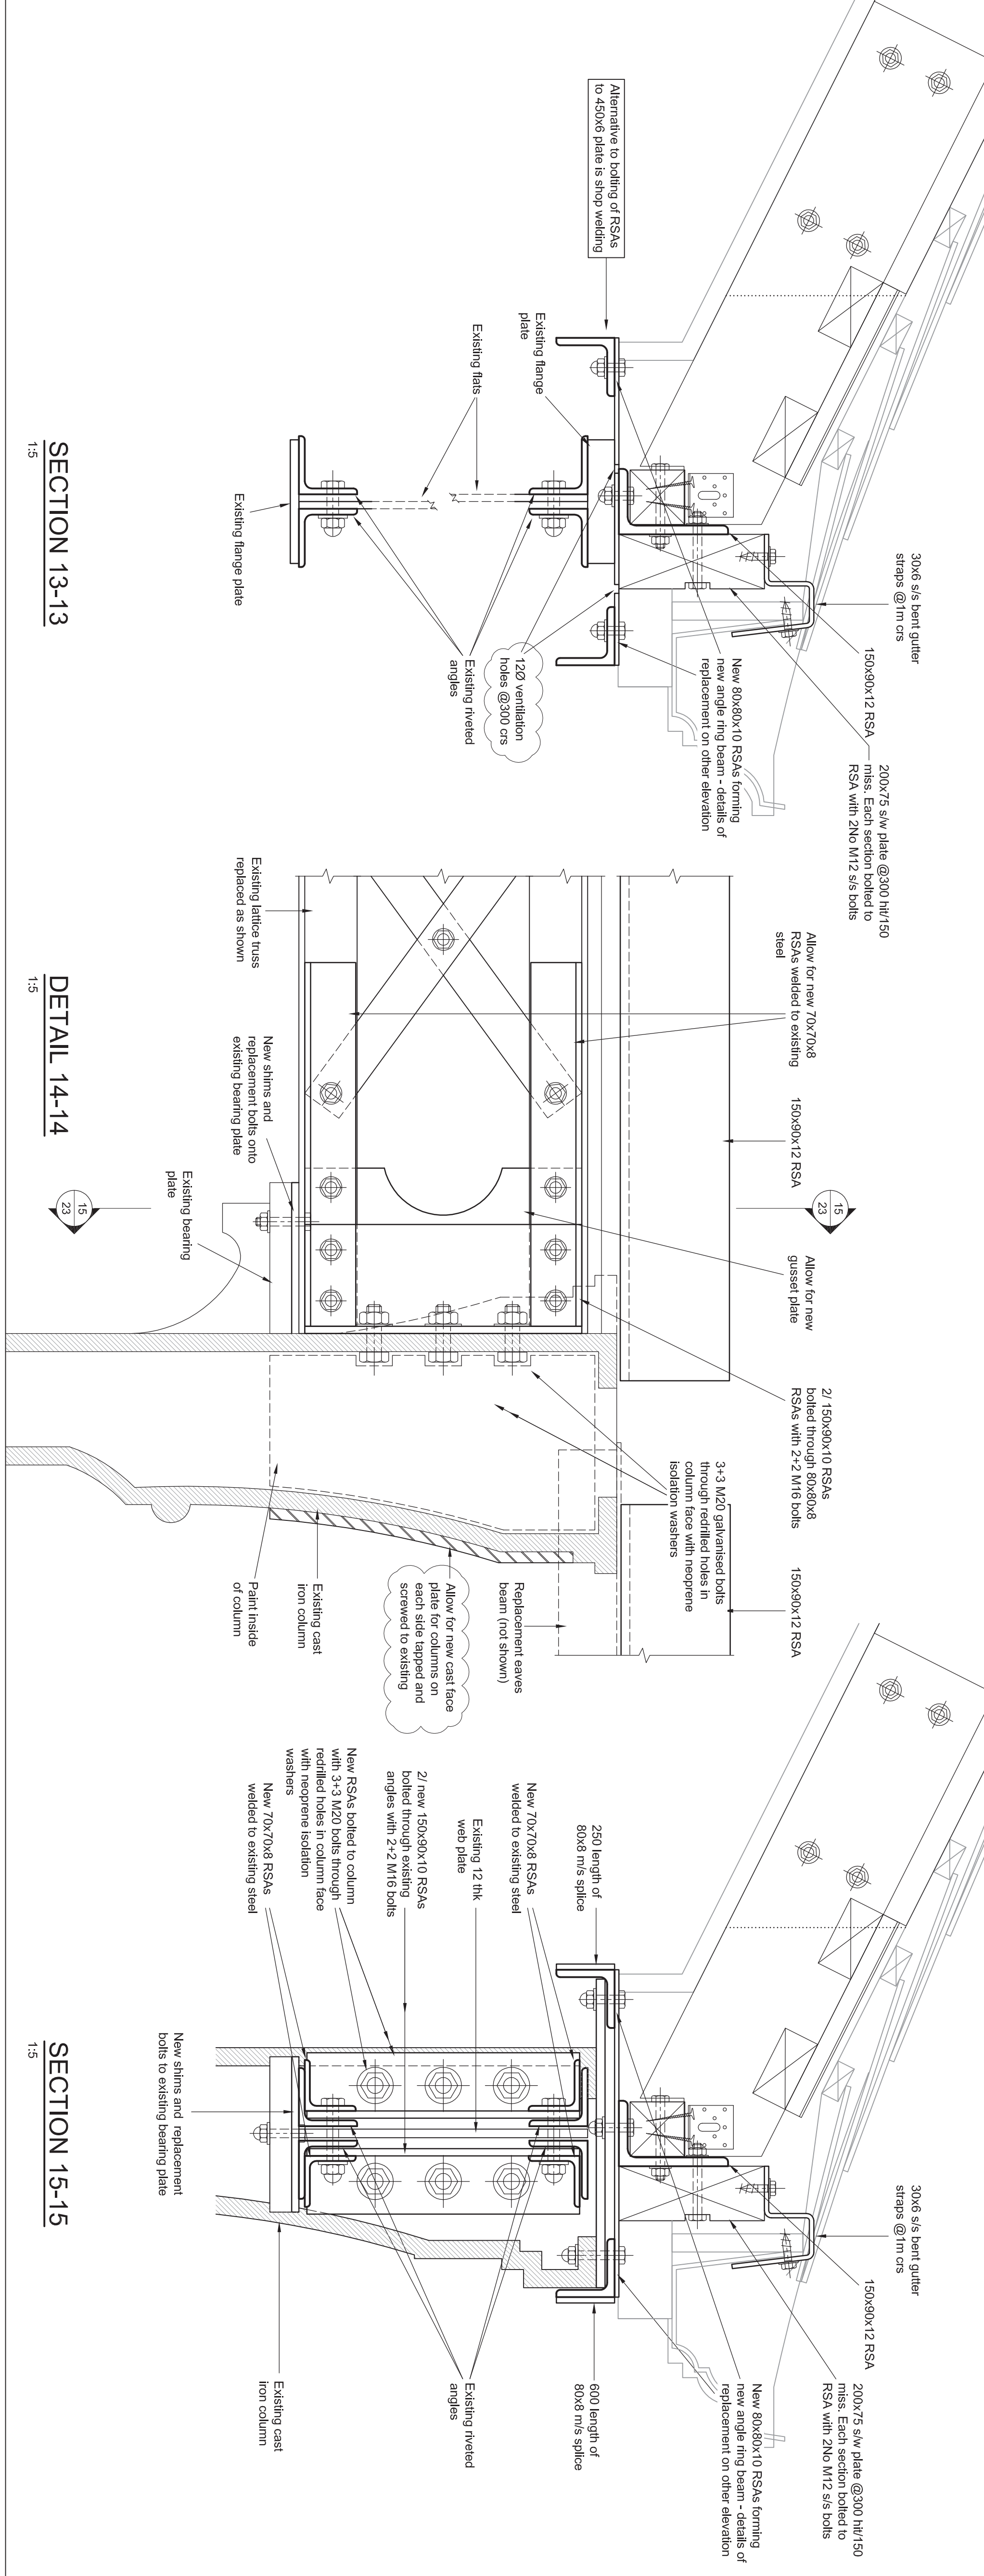 Alternative to bolting of RSAs
to 450x6 plate is shop welding
30x6 s/s bent gutter
straps @1m crs
150x90x12 RSA
200x75 s/w plate @300 hit/150
miss. Each section bolted to
RSA with 2No M12 s/s bolts
New 80x80x10 RSAs forming
new angle ring beam - details of
replacement on other elevation
Existing flange
plate
Existing flats
12Ø ventilation
holes @300 crs
Existing riveted
angles
Existing flange plate
SECTION 13-13
1:5
Allow for new 70x70x8
RSAs welded to existing
steel
150x90x12 RSA
15
23
Allow for new
gusset plate
2/ 150x90x10 RSAs
bolted through 80x80x8
RSAs with 2+2 M16 bolts
150x90x12 RSA
3+3 M20 galvanised bolts
through redrilled holes in
column face with neoprene
isolation washers
Replacement eaves
beam (not shown)
Allow for new cast face
plate for columns on
each side tapped and
screwed to existing
Existing cast
iron column
Paint inside
of column
Existing lattice truss
replaced as shown
New shims and
replacement bolts onto
existing bearing plate
Existing bearing
plate
15
23
DETAIL 14-14
1:5
30x6 s/s bent gutter
straps @1m crs
150x90x12 RSA
200x75 s/w plate @300 hit/150
miss. Each section bolted to
RSA with 2No M12 s/s bolts
New 80x80x10 RSAs forming
new angle ring beam - details of
replacement on other elevation
250 length of
80x8 m/s splice
600 length of
80x8 m/s splice
New 70x70x8 RSAs
welded to existing steel
Existing 12 thk
web plate
2/ new 150x90x10 RSAs
bolted through existing
angles with 2+2 M16 bolts
New RSAs bolted to column
with 3+3 M20 bolts through
redrilled holes in column face
with neoprene isolation
washers
New 70x70x8 RSAs
welded to existing steel
Existing riveted
angles
Existing cast
iron column
New shims and replacement
bolts to existing bearing plate
SECTION 15-15
1:5